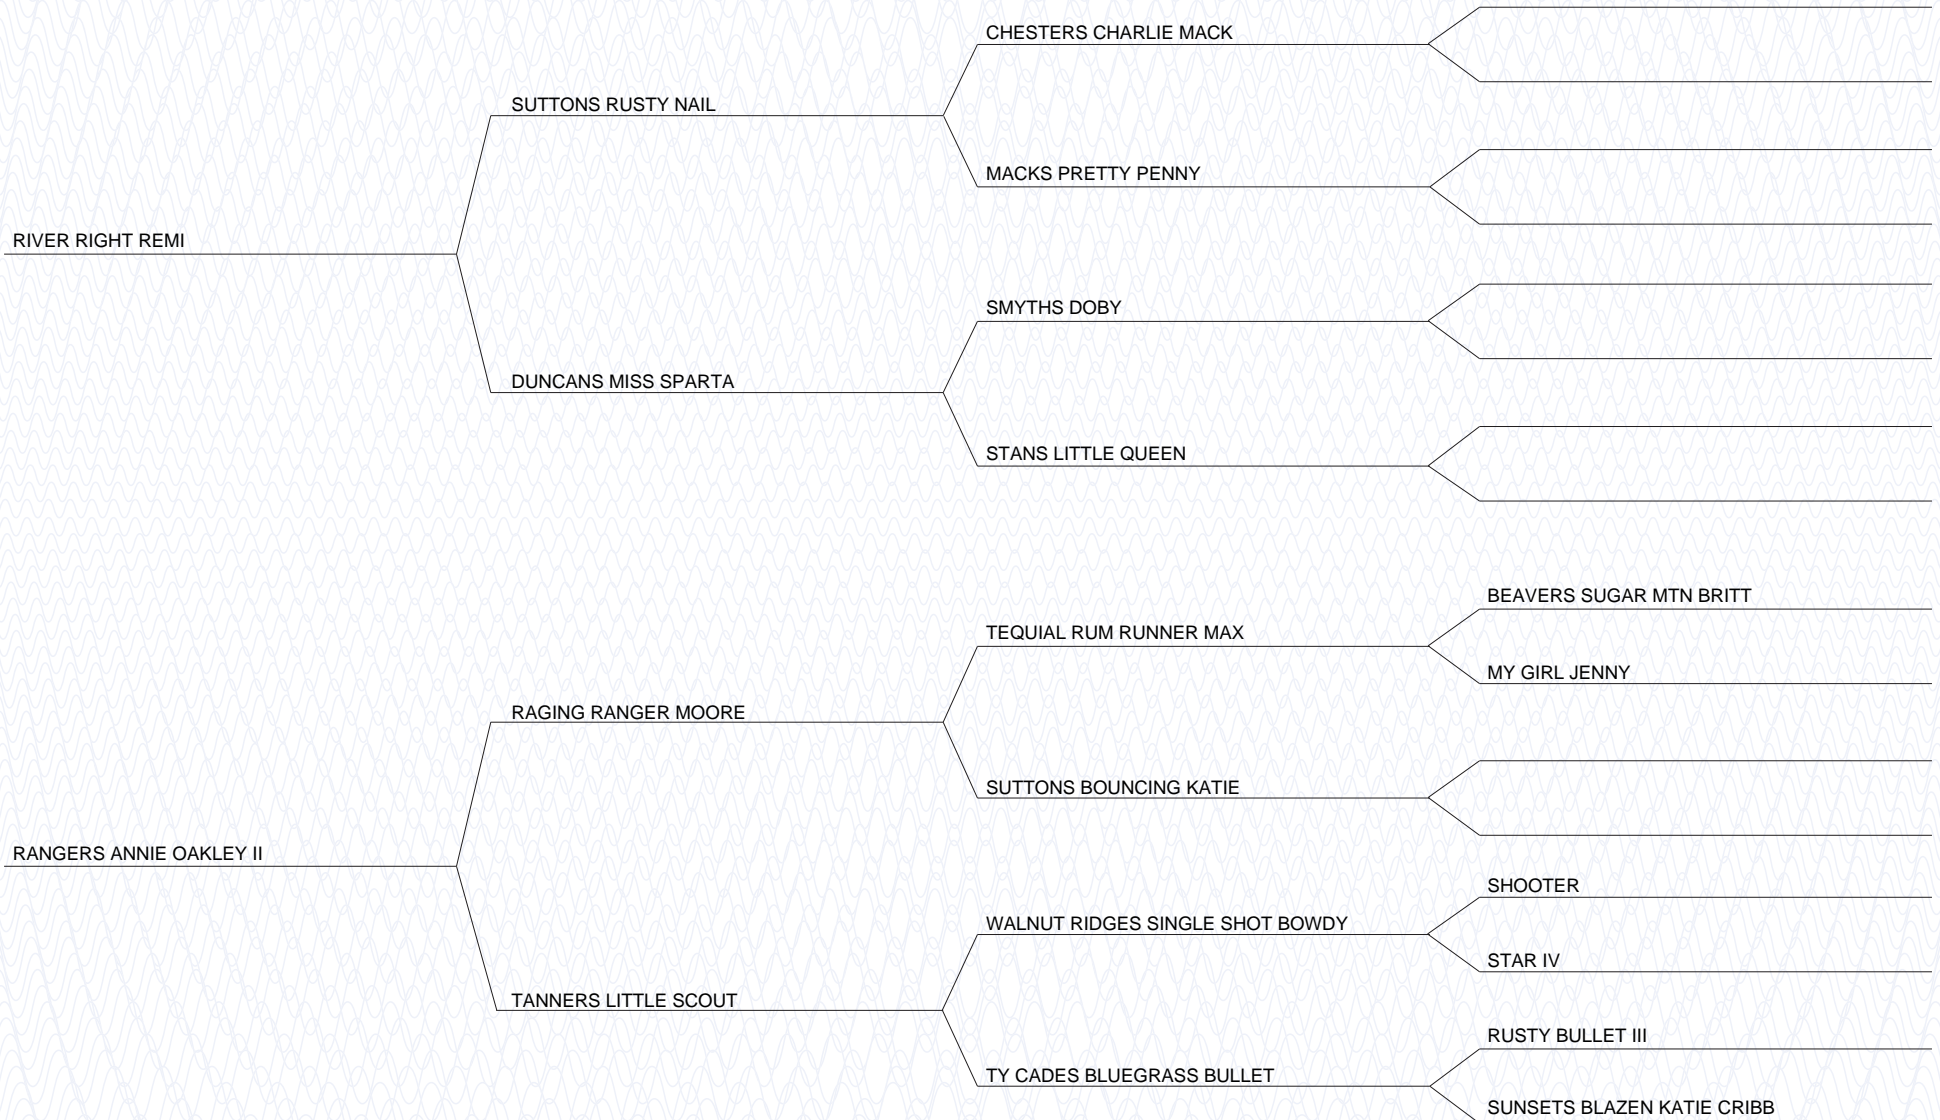 CHESTERS CHARLIE MACK
SUTTONS RUSTY NAIL
MACKS PRETTY PENNY
RIVER RIGHT REMI
SMYTHS DOBY
DUNCANS MISS SPARTA
STANS LITTLE QUEEN
BEAVERS SUGAR MTN BRITT
TEQUIAL RUM RUNNER MAX
MY GIRL JENNY
RAGING RANGER MOORE
SUTTONS BOUNCING KATIE
RANGERS ANNIE OAKLEY II
SHOOTER
WALNUT RIDGES SINGLE SHOT BOWDY
STAR IV
TANNERS LITTLE SCOUT
RUSTY BULLET III
TY CADES BLUEGRASS BULLET
SUNSETS BLAZEN KATIE CRIBB